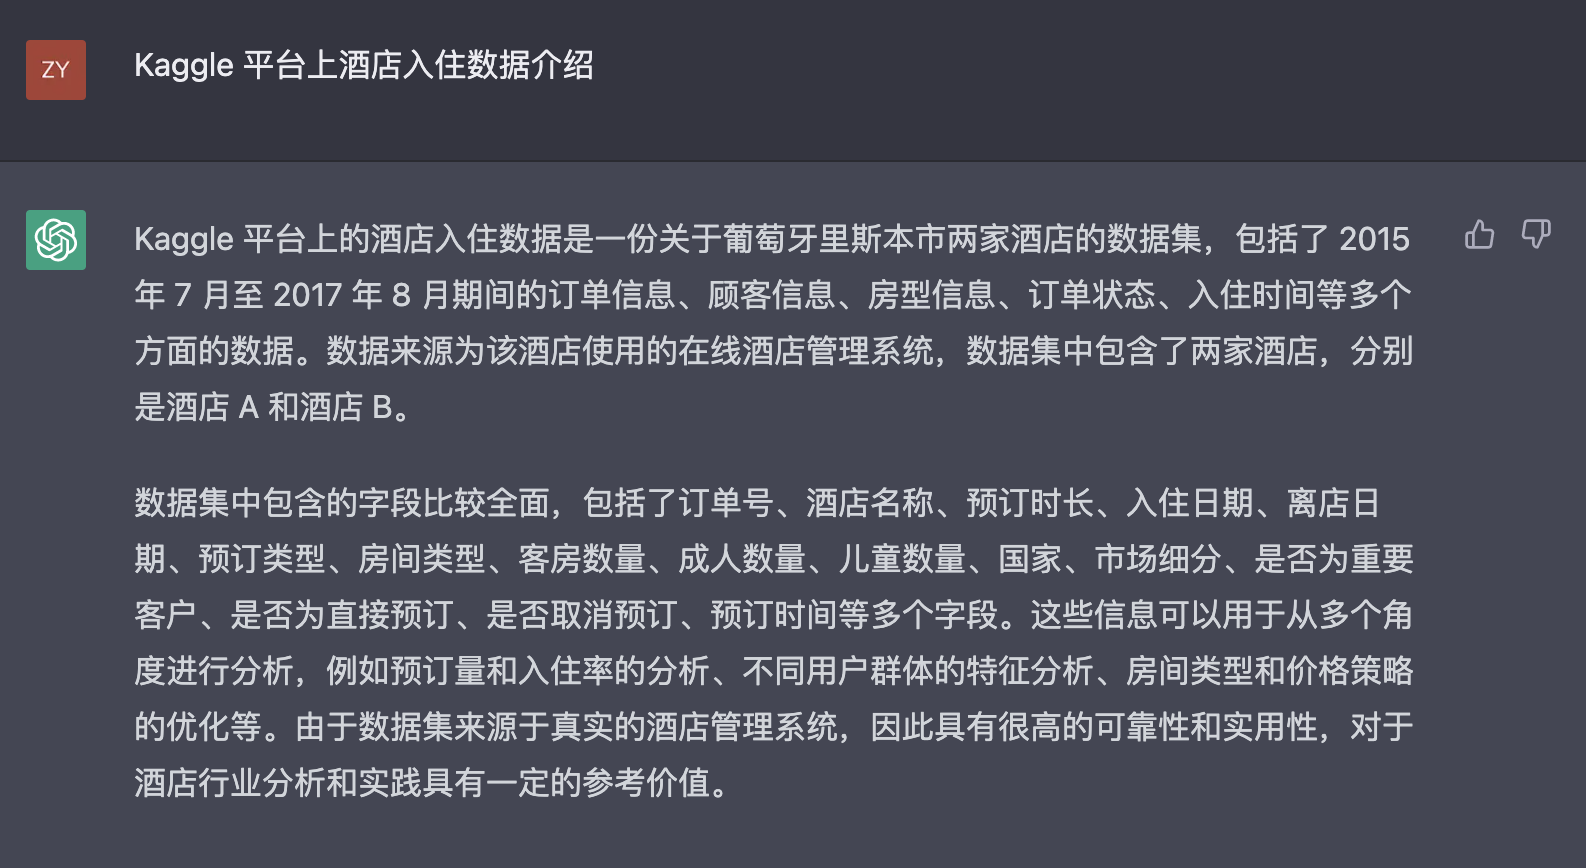 ZY
Kaggle 平台上酒店入住数据介绍
Kaggle 平台上的酒店入住数据是一份关于葡萄牙里斯本市两家酒店的数据集，包括了 2015
年 7 月至 2017 年 8 月期间的订单信息、顾客信息、房型信息、订单状态、入住时间等多个
方面的数据。数据来源为该酒店使用的在线酒店管理系统，数据集中包含了两家酒店，分别
是酒店 A 和酒店 B。
数据集中包含的字段比较全面，包括了订单号、酒店名称、预订时长、入住日期、离店日
期、预订类型、房间类型、客房数量、成人数量、儿童数量、国家、市场细分、是否为重要
客户、是否为直接预订、是否取消预订、预订时间等多个字段。这些信息可以用于从多个角
度进行分析，例如预订量和入住率的分析、不同用户群体的特征分析、房间类型和价格策略
的优化等。由于数据集来源于真实的酒店管理系统，因此具有很高的可靠性和实用性，对于
酒店行业分析和实践具有一定的参考价值。